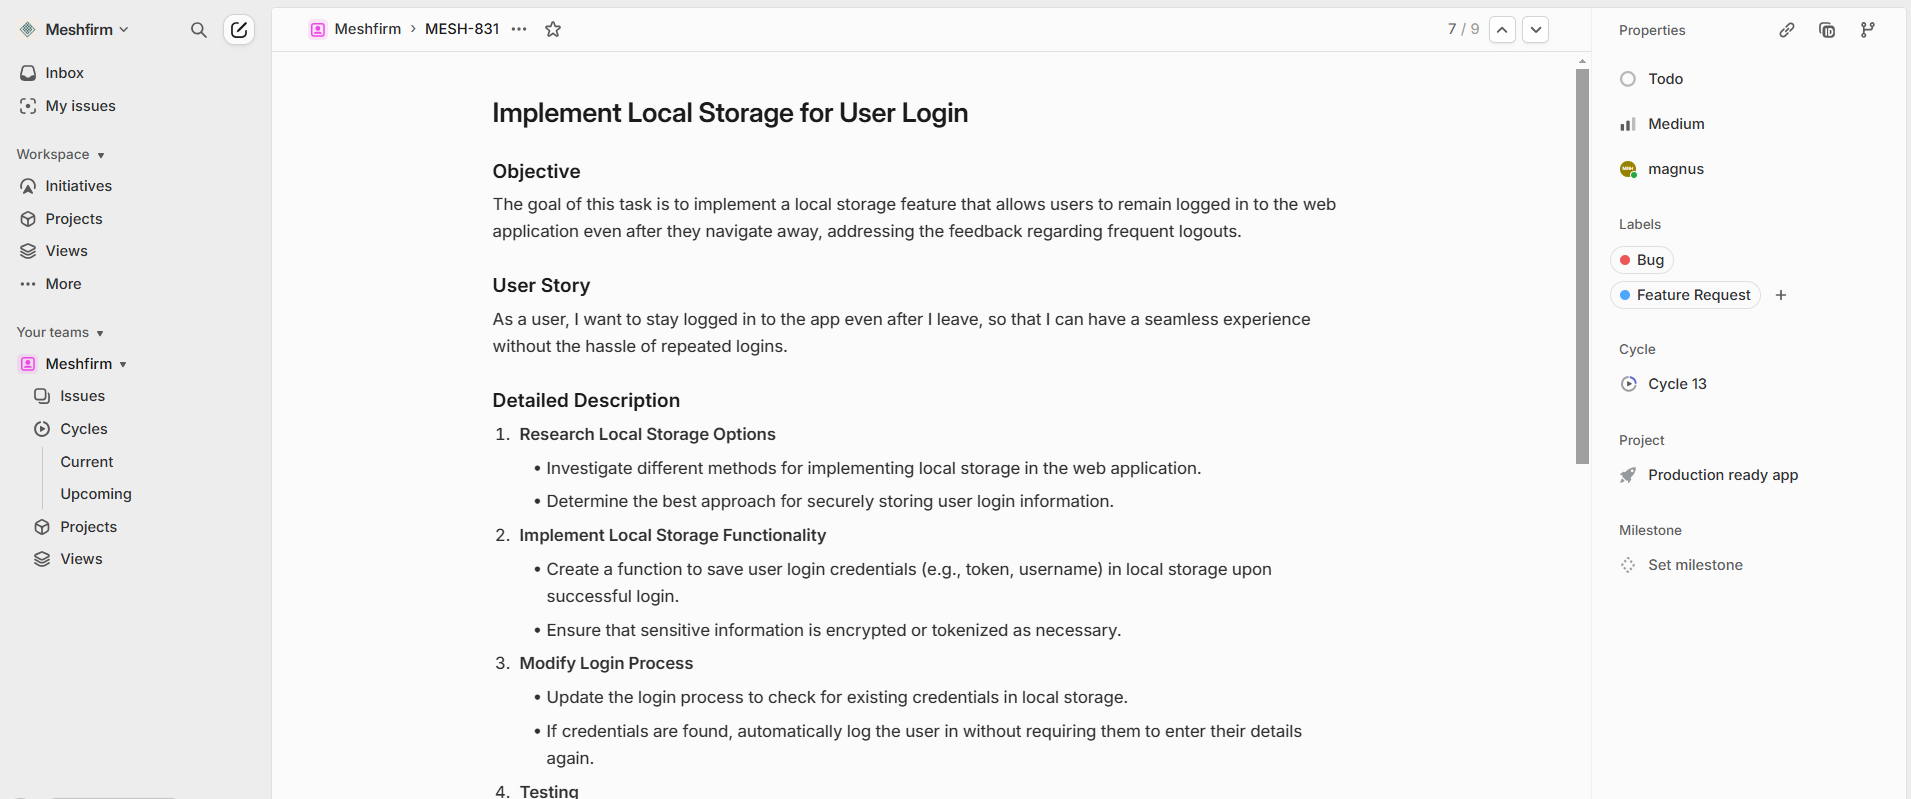 Meshfirm
Inbox
My issues
Workspace
Initiatives
Projects
Views
More
Your teams
Meshfirm
Issues
Cycles
Current
Upcoming
Projects
Views
Meshfirm › MESH-831
7 / 9
Implement Local Storage for User Login
Objective
The goal of this task is to implement a local storage feature that allows users to remain logged in to the web
application even after they navigate away, addressing the feedback regarding frequent logouts.
User Story
As a user, I want to stay logged in to the app even after I leave, so that I can have a seamless experience
without the hassle of repeated logins.
Detailed Description
1. Research Local Storage Options
• Investigate different methods for implementing local storage in the web application.
• Determine the best approach for securely storing user login information.
2. Implement Local Storage Functionality
• Create a function to save user login credentials (e.g., token, username) in local storage upon
successful login.
• Ensure that sensitive information is encrypted or tokenized as necessary.
3. Modify Login Process
• Update the login process to check for existing credentials in local storage.
• If credentials are found, automatically log the user in without requiring them to enter their details
again.
4. Testing
Properties
Todo
Medium
magnus
Labels
Bug
Feature Request
Cycle
Cycle 13
Project
Production ready app
Milestone
Set milestone